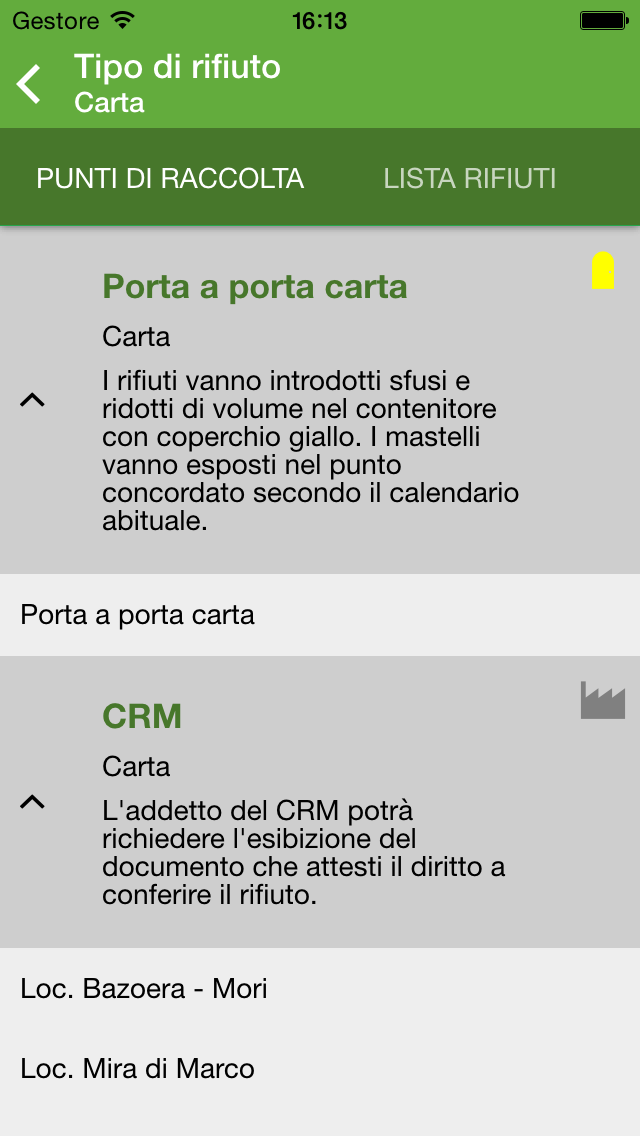 Gestore 16:13
Tipo di rifiuto
Carta
PUNTI DI RACCOLTA LISTA RIFIUTI
Porta a porta carta
Carta
I rifiuti vanno introdotti sfusi e
ridotti di volume nel contenitore
con coperchio giallo. I mastelli
vanno esposti nel punto
concordato secondo il calendario
abituale.
Porta a porta carta
CRM
Carta
L'addetto del CRM potrà
richiedere l'esibizione del
documento che attesti il diritto a
conferire il rifiuto.
Loc. Bazoera - Mori
Loc. Mira di Marco